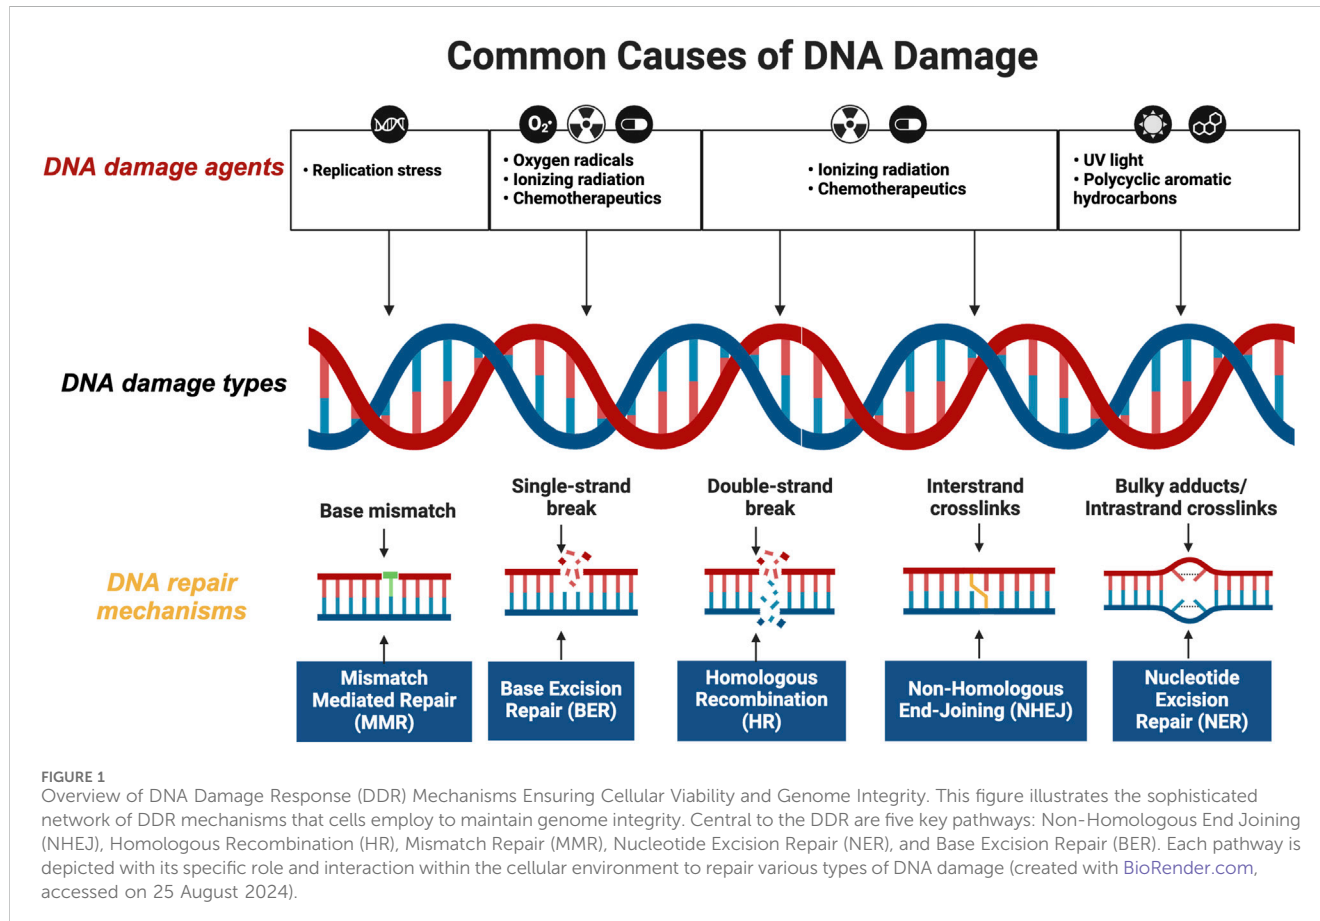 Common Causes of DNA Damage
DNA damage agents
O₂•
• Replication stress
• Oxygen radicals
• Ionizing radiation
• Chemotherapeutics
• Ionizing radiation
• Chemotherapeutics
• UV light
• Polycyclic aromatic
hydrocarbons
DNA damage types
Base mismatch
Single-strand
break
Double-strand
break
Interstrand
crosslinks
Bulky adducts/
Intrastrand crosslinks
DNA repair
mechanisms
Mismatch
Mediated Repair
(MMR)
Base Excision
Repair (BER)
Homologous
Recombination
(HR)
Non-Homologous
End-Joining (NHEJ)
Nucleotide
Excision
Repair (NER)
FIGURE 1
Overview of DNA Damage Response (DDR) Mechanisms Ensuring Cellular Viability and Genome Integrity. This figure illustrates the sophisticated
network of DDR mechanisms that cells employ to maintain genome integrity. Central to the DDR are five key pathways: Non-Homologous End Joining
(NHEJ), Homologous Recombination (HR), Mismatch Repair (MMR), Nucleotide Excision Repair (NER), and Base Excision Repair (BER). Each pathway is
depicted with its specific role and interaction within the cellular environment to repair various types of DNA damage (created with BioRender.com,
accessed on 25 August 2024).